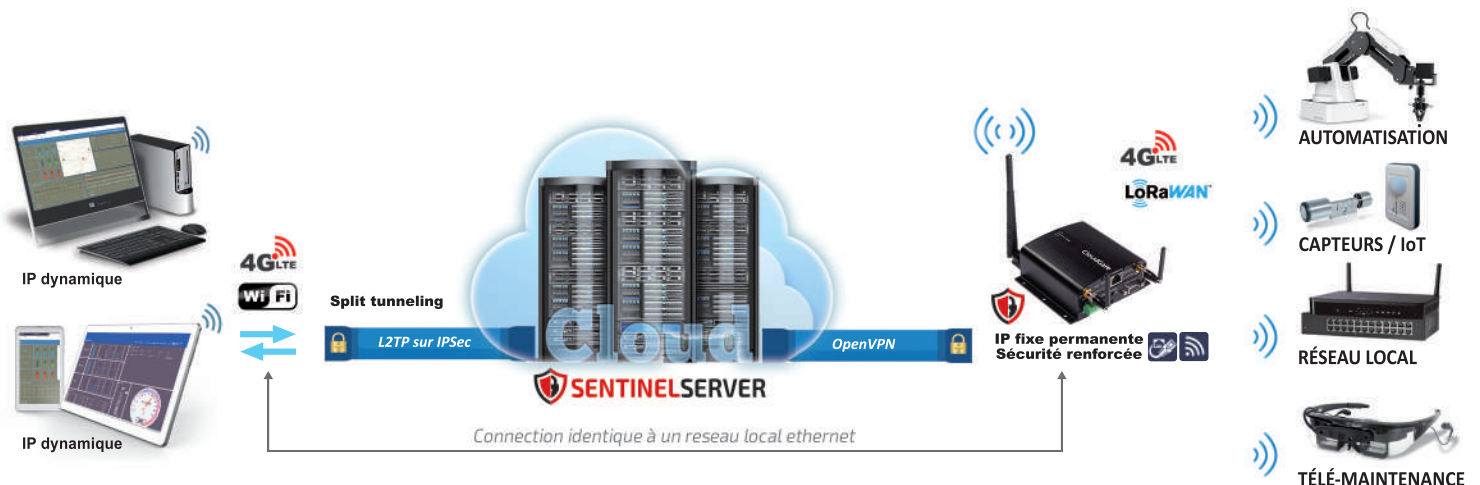 IP dynamique
IP dynamique
4G LTE
Wi Fi
Split tunneling
L2TP sur IPSec
Cloud
SENTINELSERVER
OpenVPN
Connection identique à un reseau local ethernet
CloudGate
IP fixe permanente
Sécurité renforcée
4G LTE
LoRaWAN
AUTOMATISATION
CAPTEURS / IoT
RÉSEAU LOCAL
TÉLÉ-MAINTENANCE